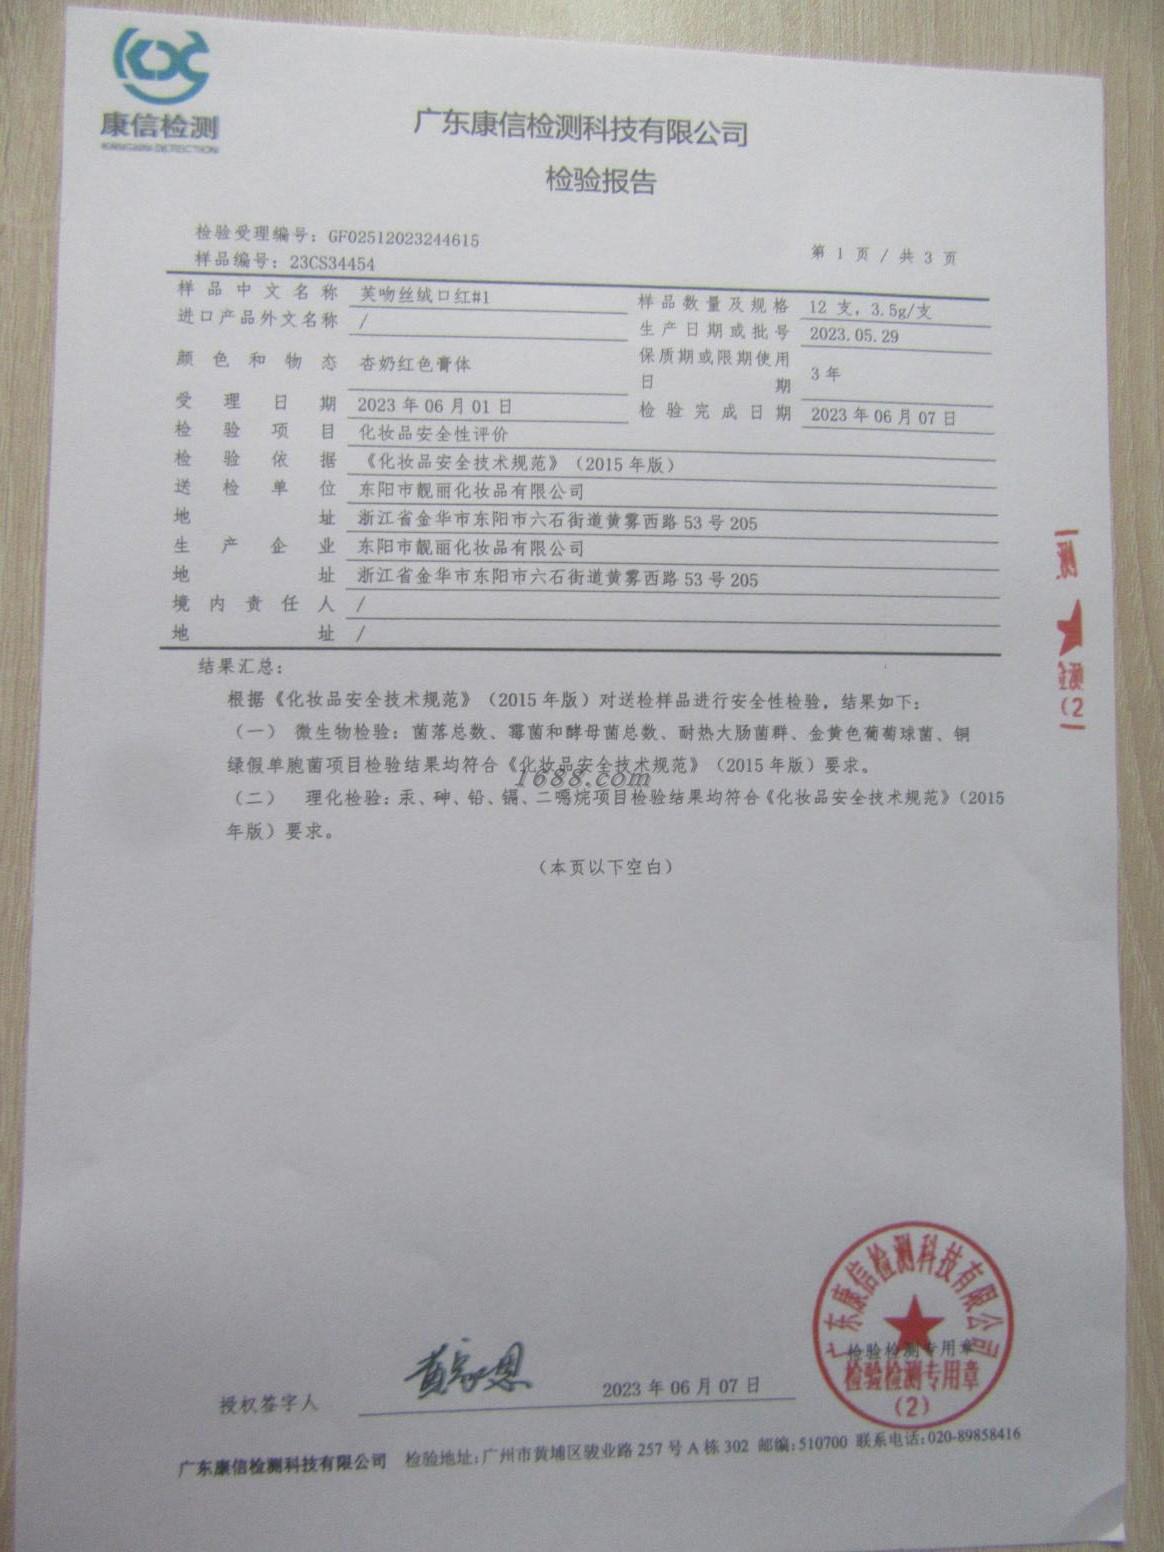 康信检测
KANGXIN DETECTION
广东康信检测科技有限公司
检验报告
检验受理编号：GF02512023244615
样品编号：23CS34454
第 1 页 / 共 3 页
样品中文名称 芙吻丝绒口红#1 样品数量及规格 12 支，3.5g/支
进口产品外文名称 / 生产日期或批号 2023.05.29
颜色和物态 杏奶红色膏体 保质期或限期使用日期 3 年
受理日期 2023 年 06 月 01 日 检验完成日期 2023 年 06 月 07 日
检验项目 化妆品安全性评价
检验依据 《化妆品安全技术规范》（2015 年版）
送检单位 东阳市靓丽化妆品有限公司
地址 浙江省金华市东阳市六石街道黄雾西路 53 号 205
生产企业 东阳市靓丽化妆品有限公司
地址 浙江省金华市东阳市六石街道黄雾西路 53 号 205
境内责任人 /
地址 /
结果汇总：
根据《化妆品安全技术规范》（2015 年版）对送检样品进行安全性检验，结果如下：
（一） 微生物检验：菌落总数、霉菌和酵母菌总数、耐热大肠菌群、金黄色葡萄球菌、铜
绿假单胞菌项目检验结果均符合《化妆品安全技术规范》（2015 年版）要求。
1688.com
（二） 理化检验：汞、砷、铅、镉、二噁烷项目检验结果均符合《化妆品安全技术规范》（2015
年版）要求。
（本页以下空白）
授权签字人
2023 年 06 月 07 日
广东康信检测科技有限公司
检验检测专用章
检验检测专用章
(2)
(2
广东康信检测科技有限公司 检验地址：广州市黄埔区骏业路 257 号 A 栋 302 邮编：510700 联系电话：020-89858416